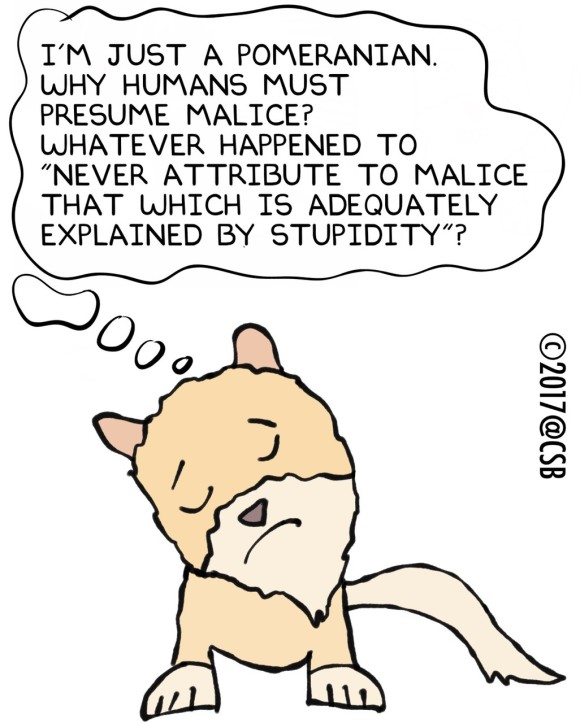 I'M JUST A POMERANIAN.
WHY HUMANS MUST
PRESUME MALICE?
WHATEVER HAPPENED TO
"NEVER ATTRIBUTE TO MALICE
THAT WHICH IS ADEQUATELY
EXPLAINED BY STUPIDITY"?
©2017@CSB